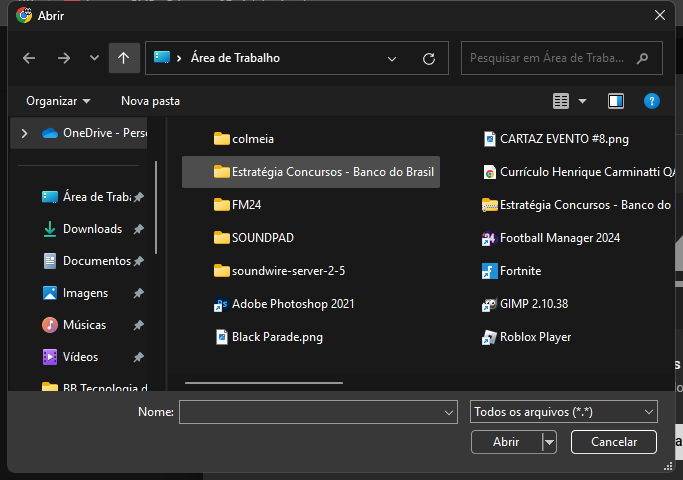 Abrir
Área de Trabalho
Pesquisar em Área de Traba...
Organizar
Nova pasta
OneDrive - Perso
Área de Traba
Downloads
Documentos
Imagens
Músicas
Vídeos
BB Tecnologia d
colmeia
Estratégia Concursos - Banco do Brasil
FM24
SOUNDPAD
soundwire-server-2-5
Adobe Photoshop 2021
Black Parade.png
CARTAZ EVENTO #8.png
Currículo Henrique Carminatti QA
Estratégia Concursos - Banco do
Football Manager 2024
Fortnite
GIMP 2.10.38
Roblox Player
Nome:
Todos os arquivos (*.*)
Abrir
Cancelar